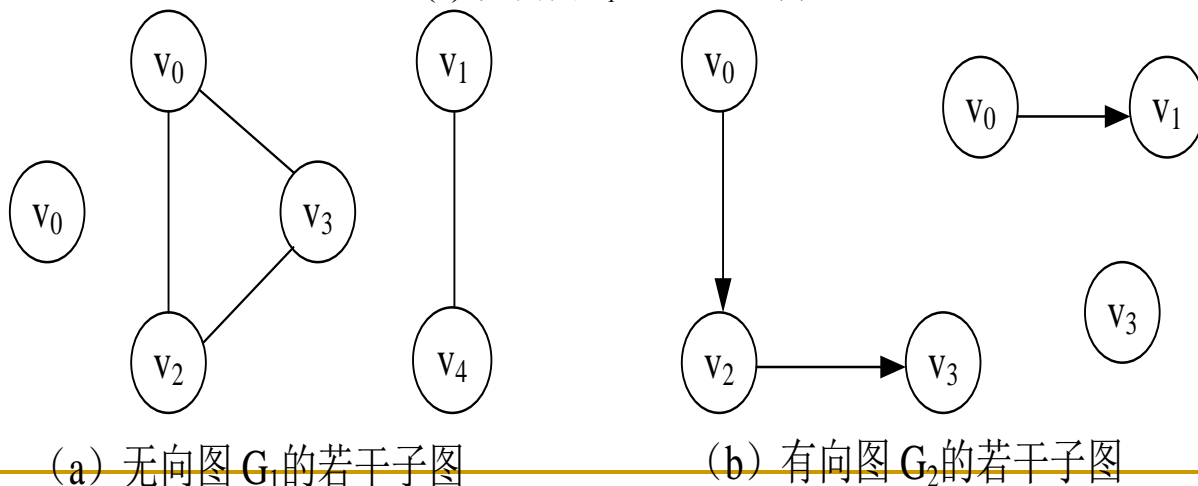 v₀ v₁ v₀
v₀ v₁
v₀ v₃
v₃
v₂ v₄ v₂ v₃
（a）无向图 G₁的若干子图 （b）有向图 G₂的若干子图